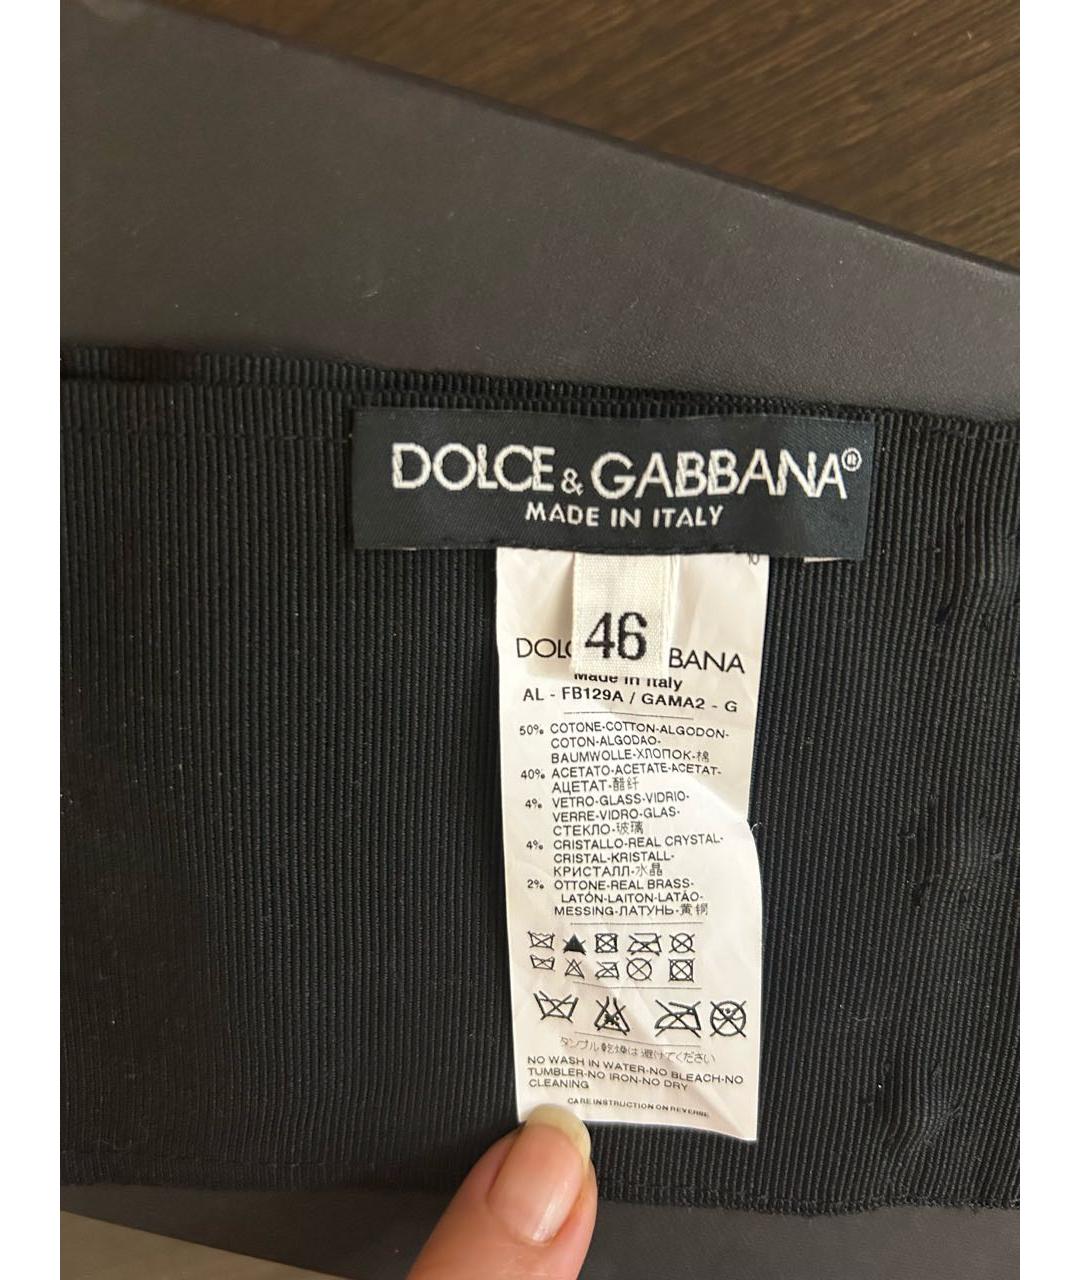 DOLCE & GABBANA®
MADE IN ITALY
10
46
DOLC BANA
Made in Italy
AL - FB129A / GAMA2 - G
50% COTONE-COTTON-ALGODON-
COTON-ALGODAO-
BAUMWOLLE-ХЛОПОК-棉
40% ACETATO-ACETATE-ACETAT-
АЦЕТАТ-醋纤
4% VETRO-GLASS-VIDRIO-
VERRE-VIDRO-GLAS-
СТЕКЛО-玻璃
4% CRISTALLO-REAL CRYSTAL-
CRISTAL-KRISTALL-
КРИСТАЛЛ-水晶
2% OTTONE-REAL BRASS-
LATÓN-LAITON-LATÃO-
MESSING-ЛАТУНЬ-黄铜
タンブル乾燥は避けてください
NO WASH IN WATER-NO BLEACH-NO
TUMBLER-NO IRON-NO DRY
CLEANING
CARE INSTRUCTION ON REVERSE